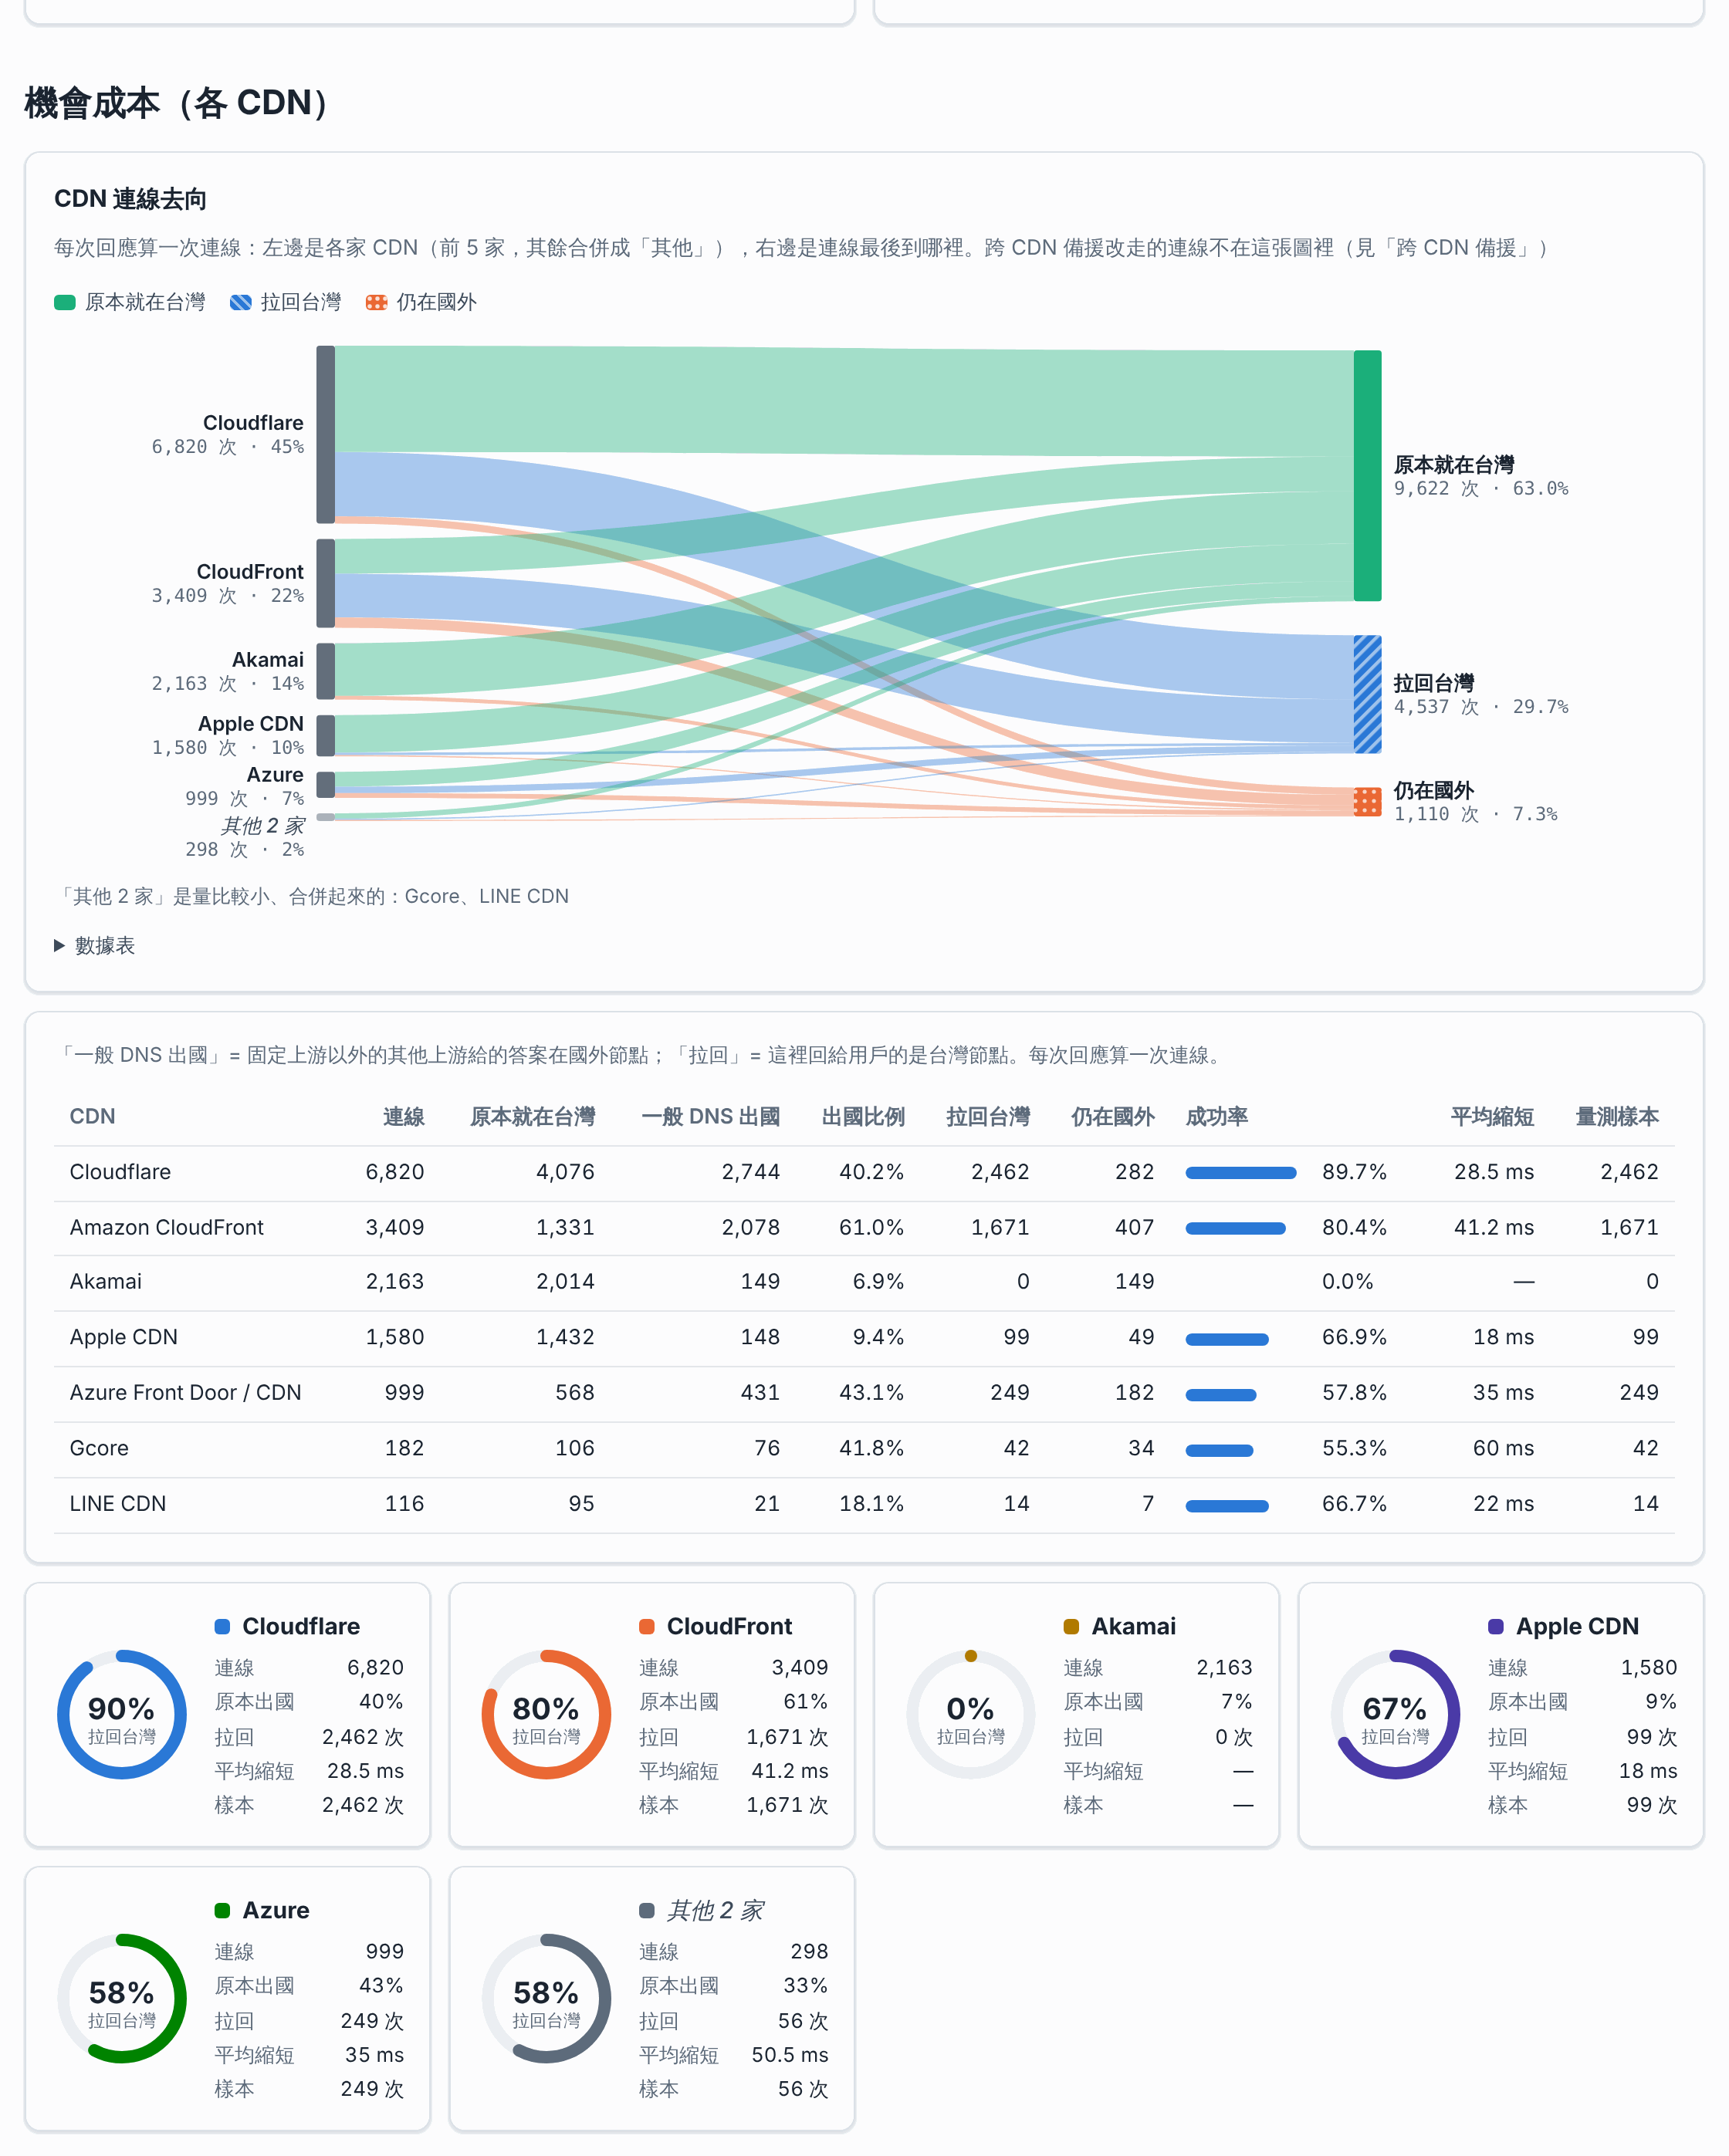 機會成本（各 CDN）
CDN 連線去向
每次回應算一次連線：左邊是各家 CDN（前 5 家，其餘合併成「其他」），右邊是連線最後到哪裡。跨 CDN 備援改走的連線不在這張圖裡（見「跨 CDN 備援」）
原本就在台灣 拉回台灣 仍在國外
Cloudflare
6,820 次 · 45%
CloudFront
3,409 次 · 22%
Akamai
2,163 次 · 14%
Apple CDN
1,580 次 · 10%
Azure
999 次 · 7%
其他 2 家
298 次 · 2%
原本就在台灣
9,622 次 · 63.0%
拉回台灣
4,537 次 · 29.7%
仍在國外
1,110 次 · 7.3%
「其他 2 家」是量比較小、合併起來的：Gcore、LINE CDN
▶ 數據表
「一般 DNS 出國」= 固定上游以外的其他上游給的答案在國外節點；「拉回」= 這裡回給用戶的是台灣節點。每次回應算一次連線。
CDN 連線 原本就在台灣 一般 DNS 出國 出國比例 拉回台灣 仍在國外 成功率 平均縮短 量測樣本
Cloudflare 6,820 4,076 2,744 40.2% 2,462 282 89.7% 28.5 ms 2,462
Amazon CloudFront 3,409 1,331 2,078 61.0% 1,671 407 80.4% 41.2 ms 1,671
Akamai 2,163 2,014 149 6.9% 0 149 0.0% — 0
Apple CDN 1,580 1,432 148 9.4% 99 49 66.9% 18 ms 99
Azure Front Door / CDN 999 568 431 43.1% 249 182 57.8% 35 ms 249
Gcore 182 106 76 41.8% 42 34 55.3% 60 ms 42
LINE CDN 116 95 21 18.1% 14 7 66.7% 22 ms 14
90%
拉回台灣
Cloudflare
連線 6,820
原本出國 40%
拉回 2,462 次
平均縮短 28.5 ms
樣本 2,462 次
80%
拉回台灣
CloudFront
連線 3,409
原本出國 61%
拉回 1,671 次
平均縮短 41.2 ms
樣本 1,671 次
0%
拉回台灣
Akamai
連線 2,163
原本出國 7%
拉回 0 次
平均縮短 —
樣本 —
67%
拉回台灣
Apple CDN
連線 1,580
原本出國 9%
拉回 99 次
平均縮短 18 ms
樣本 99 次
58%
拉回台灣
Azure
連線 999
原本出國 43%
拉回 249 次
平均縮短 35 ms
樣本 249 次
58%
拉回台灣
其他 2 家
連線 298
原本出國 33%
拉回 56 次
平均縮短 50.5 ms
樣本 56 次